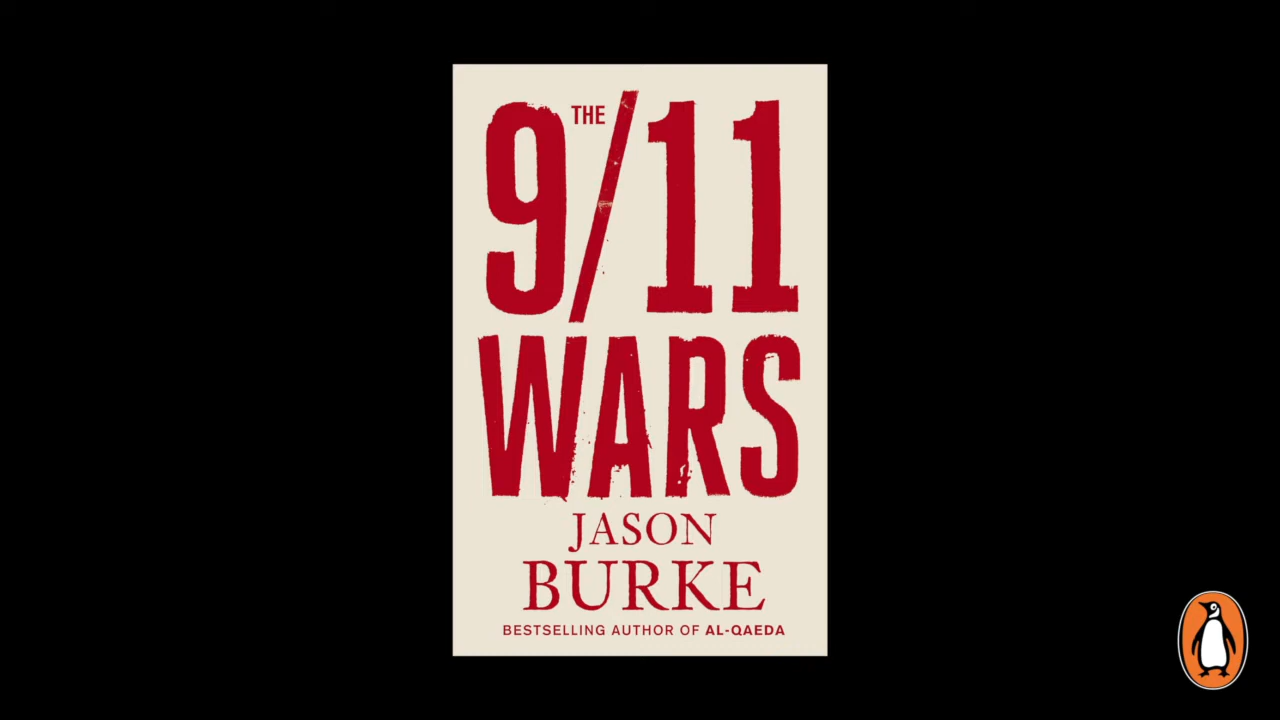 THE
9/11
WARS
JASON
BURKE
BESTSELLING AUTHOR OF AL-QAEDA